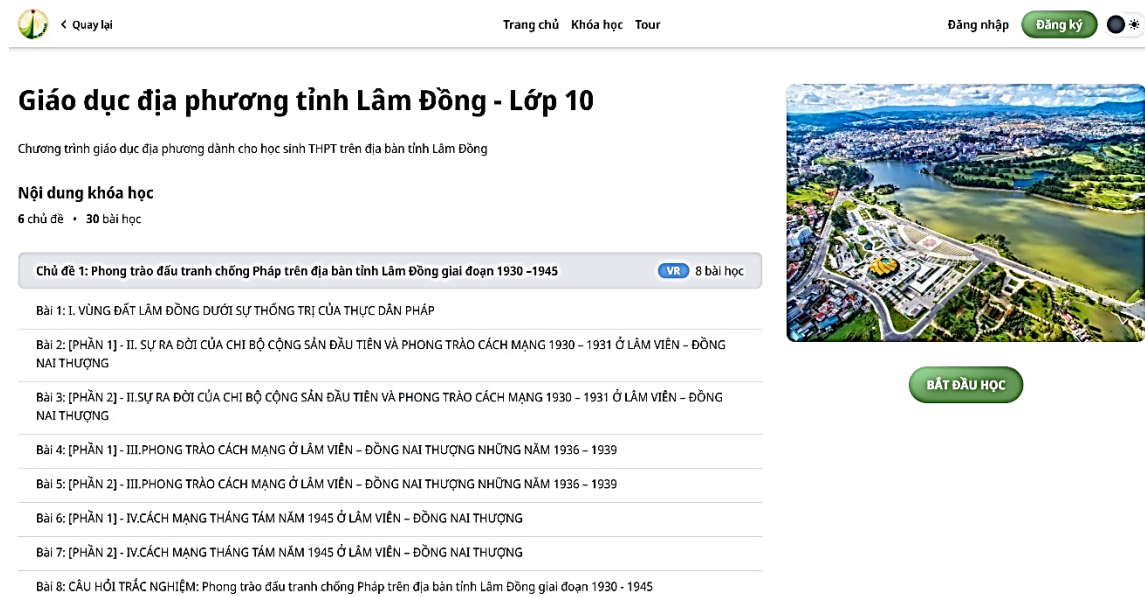 Quay lại
Trang chủ Khóa học Tour
Đăng nhập Đăng ký
Giáo dục địa phương tỉnh Lâm Đồng - Lớp 10
Chương trình giáo dục địa phương dành cho học sinh THPT trên địa bàn tỉnh Lâm Đồng
Nội dung khóa học
6 chủ đề • 30 bài học
Chủ đề 1: Phong trào đấu tranh chống Pháp trên địa bàn tỉnh Lâm Đồng giai đoạn 1930 –1945 VR 8 bài học
Bài 1: I. VÙNG ĐẤT LÂM ĐỒNG DƯỚI SỰ THỐNG TRỊ CỦA THỰC DÂN PHÁP
Bài 2: [PHẦN 1] - II. SỰ RA ĐỜI CỦA CHI BỘ CỘNG SẢN ĐẦU TIÊN VÀ PHONG TRÀO CÁCH MẠNG 1930 – 1931 Ở LÂM VIÊN – ĐỒNG
NAI THƯỢNG
Bài 3: [PHẦN 2] - II.SỰ RA ĐỜI CỦA CHI BỘ CỘNG SẢN ĐẦU TIÊN VÀ PHONG TRÀO CÁCH MẠNG 1930 – 1931 Ở LÂM VIÊN – ĐỒNG
NAI THƯỢNG
Bài 4: [PHẦN 1] - III.PHONG TRÀO CÁCH MẠNG Ở LÂM VIÊN – ĐỒNG NAI THƯỢNG NHỮNG NĂM 1936 – 1939
Bài 5: [PHẦN 2] - III.PHONG TRÀO CÁCH MẠNG Ở LÂM VIÊN – ĐỒNG NAI THƯỢNG NHỮNG NĂM 1936 – 1939
Bài 6: [PHẦN 1] - IV.CÁCH MẠNG THÁNG TÁM NĂM 1945 Ở LÂM VIÊN – ĐỒNG NAI THƯỢNG
Bài 7: [PHẦN 2] - IV.CÁCH MẠNG THÁNG TÁM NĂM 1945 Ở LÂM VIÊN – ĐỒNG NAI THƯỢNG
Bài 8: CÂU HỎI TRẮC NGHIỆM: Phong trào đấu tranh chống Pháp trên địa bàn tỉnh Lâm Đồng giai đoạn 1930 - 1945
BẮT ĐẦU HỌC